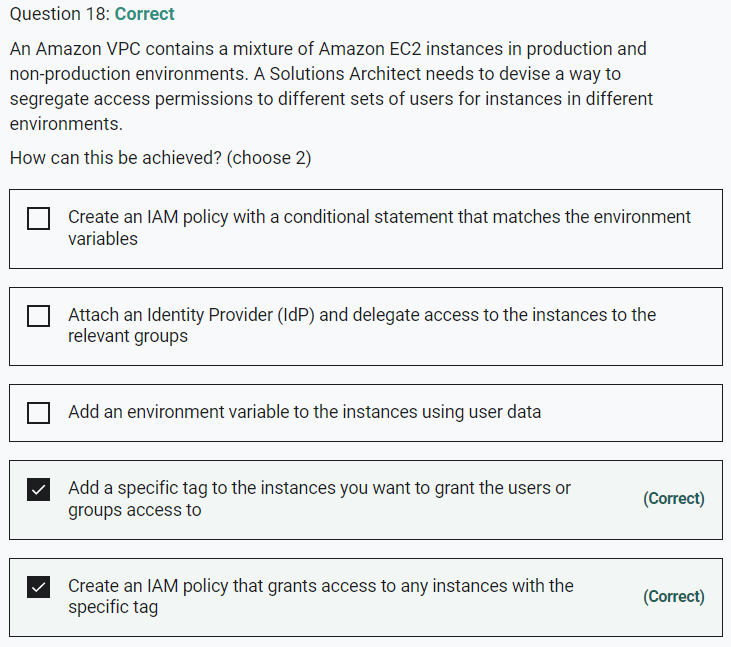 Question 18: Correct
An Amazon VPC contains a mixture of Amazon EC2 instances in production and
non-production environments. A Solutions Architect needs to devise a way to
segregate access permissions to different sets of users for instances in different
environments.
How can this be achieved? (choose 2)
Create an IAM policy with a conditional statement that matches the environment
variables
Attach an Identity Provider (IdP) and delegate access to the instances to the
relevant groups
Add an environment variable to the instances using user data
Add a specific tag to the instances you want to grant the users or
groups access to
(Correct)
Create an IAM policy that grants access to any instances with the
specific tag
(Correct)